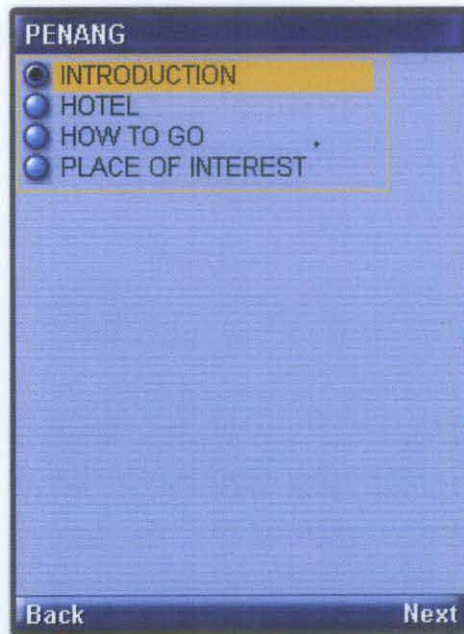 PENANG
INTRODUCTION
HOTEL
HOW TO GO
PLACE OF INTEREST
Back Next